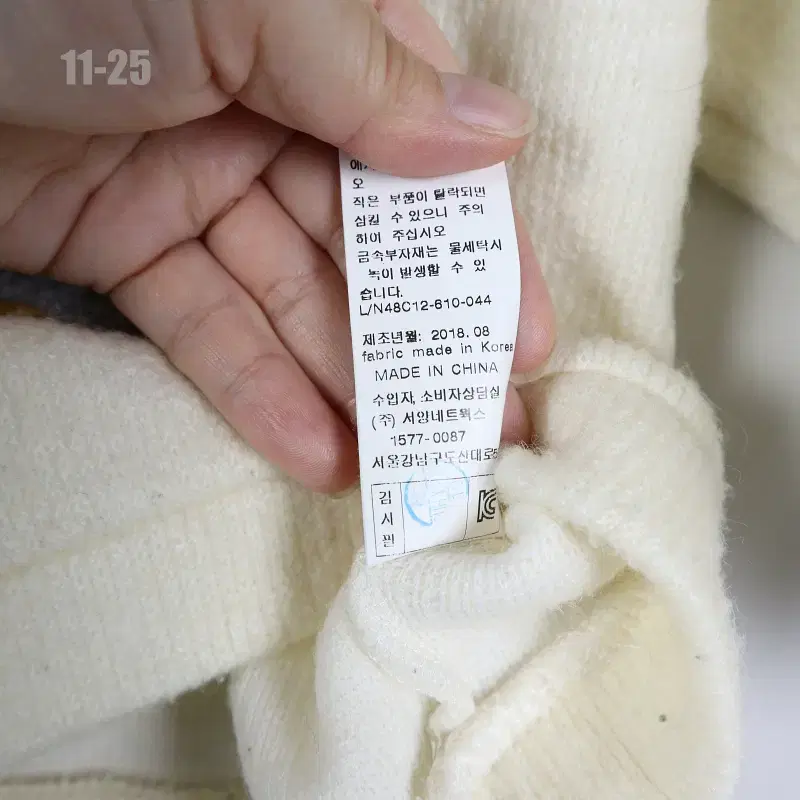 11-25
오
작은 부품이 탈락되면
삼킬 수 있으니 주의
하여 주십시오
금속부자재는 물세탁시
녹이 발생할 수 있
습니다.
L/N48C12-610-044
제조년월: 2018.08
fabric made in Korea
MADE IN CHINA
수입자, 소비자상담실
(주) 서양네트웍스
1577-0087
서울강남구도산대로5
김
시
필